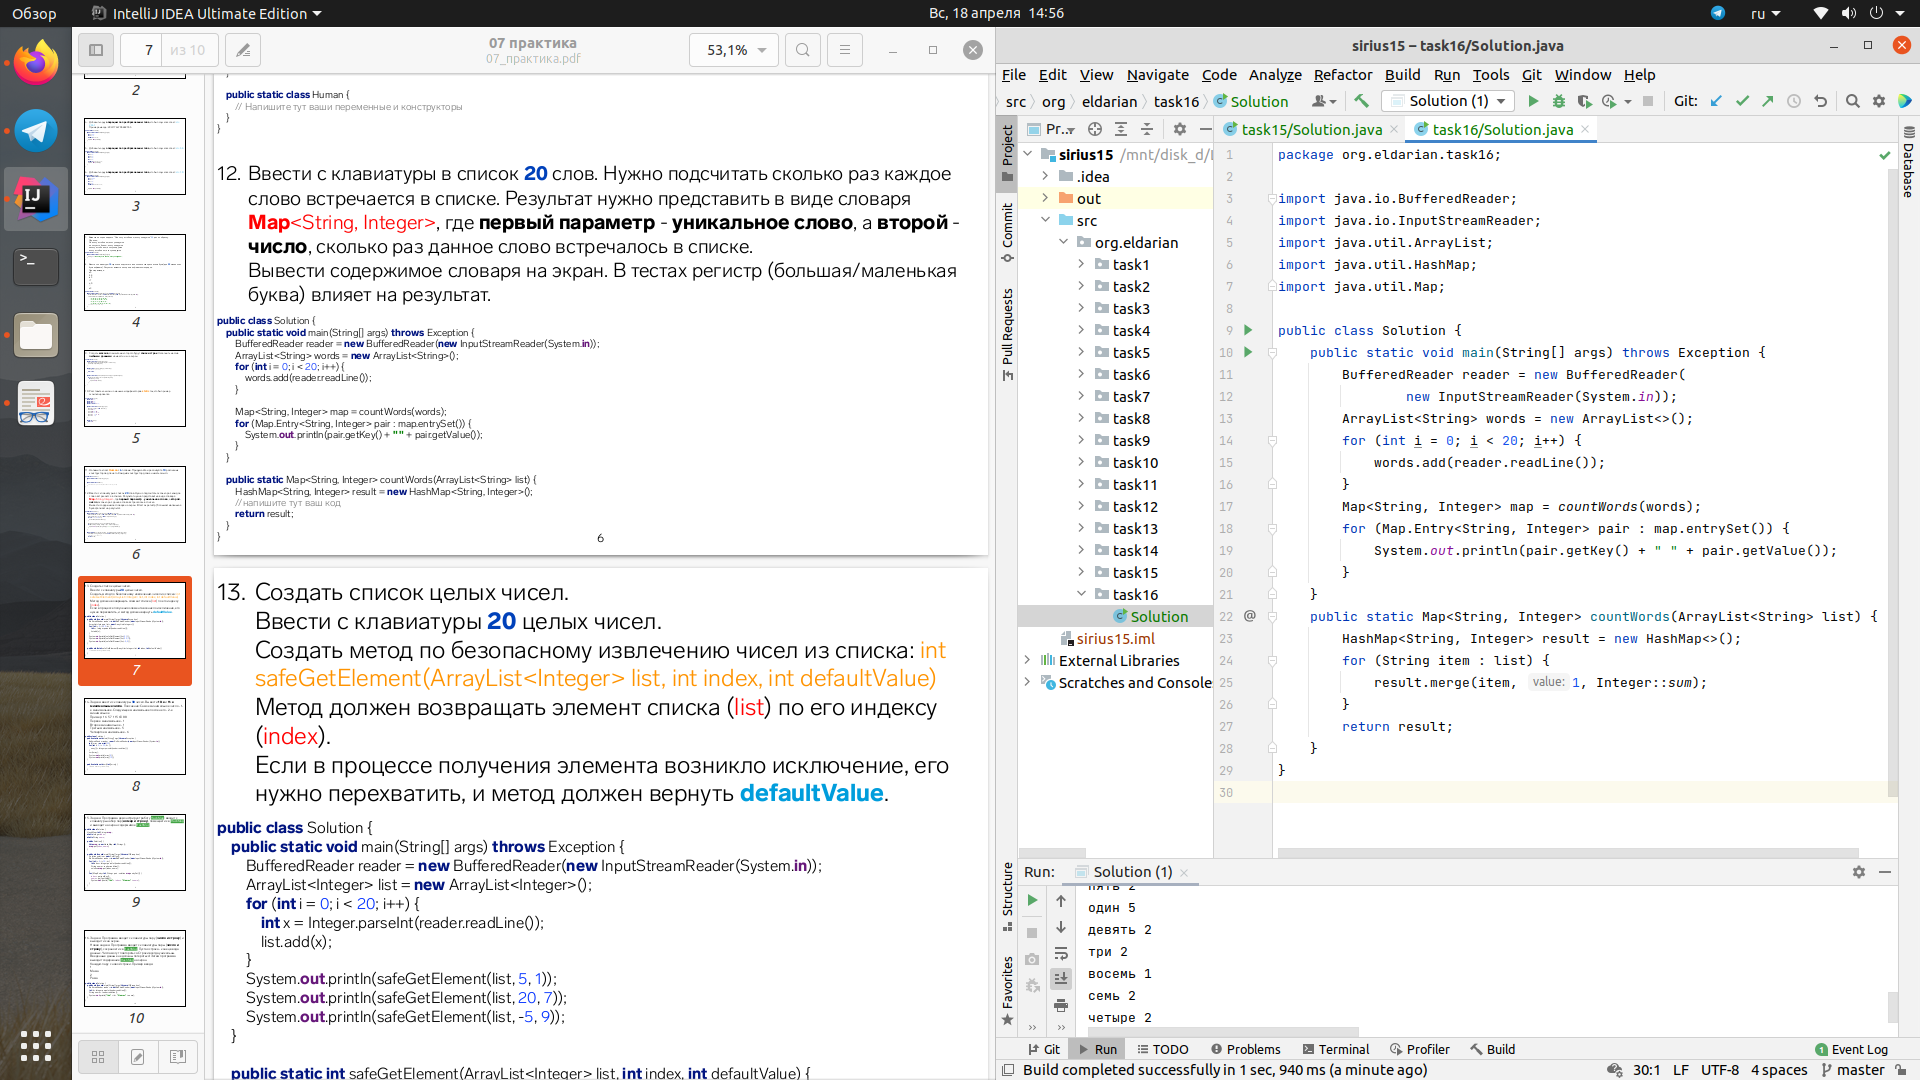 Обзор
IntelliJ IDEA Ultimate Edition
Вс, 18 апреля 14:56
ru
7
из 10
07 практика
07_практика.pdf
53,1%
2
3
4
5
6
7
8
9
10
public static class Human {
// Напишите тут ваши переменные и конструкторы
}
}
12. Ввести с клавиатуры в список 20 слов. Нужно подсчитать сколько раз каждое
слово встречается в списке. Результат нужно представить в виде словаря
Map<String, Integer>, где первый параметр - уникальное слово, а второй -
число, сколько раз данное слово встречалось в списке.
Вывести содержимое словаря на экран. В тестах регистр (большая/маленькая
буква) влияет на результат.
public class Solution {
public static void main(String[] args) throws Exception {
BufferedReader reader = new BufferedReader(new InputStreamReader(System.in));
ArrayList<String> words = new ArrayList<String>();
for (int i = 0; i < 20; i++) {
words.add(reader.readLine());
}
Map<String, Integer> map = countWords(words);
for (Map.Entry<String, Integer> pair : map.entrySet()) {
System.out.println(pair.getKey() + " " + pair.getValue());
}
}
public static Map<String, Integer> countWords(ArrayList<String> list) {
HashMap<String, Integer> result = new HashMap<String, Integer>();
// напишите тут ваш код
return result;
}
}
6
13. Создать список целых чисел.
Ввести с клавиатуры 20 целых чисел.
Создать метод по безопасному извлечению чисел из списка: int
safeGetElement(ArrayList<Integer> list, int index, int defaultValue)
Метод должен возвращать элемент списка (list) по его индексу
(index).
Если в процессе получения элемента возникло исключение, его
нужно перехватить, и метод должен вернуть defaultValue.
public class Solution {
public static void main(String[] args) throws Exception {
BufferedReader reader = new BufferedReader(new InputStreamReader(System.in));
ArrayList<Integer> list = new ArrayList<Integer>();
for (int i = 0; i < 20; i++) {
int x = Integer.parseInt(reader.readLine());
list.add(x);
}
System.out.println(safeGetElement(list, 5, 1));
System.out.println(safeGetElement(list, 20, 7));
System.out.println(safeGetElement(list, -5, 9));
}
public static int safeGetElement(ArrayList<Integer> list, int index, int defaultValue) {
sirius15 – task16/Solution.java
File Edit View Navigate Code Analyze Refactor Build Run Tools Git Window Help
src org eldarian task16 Solution
Solution (1)
Git:
Project
Commit
Pull Requests
Structure
Favorites
Database
Pr...
task15/Solution.java
task16/Solution.java
sirius15 /mnt/disk_d/
.idea
out
src
org.eldarian
task1
task2
task3
task4
task5
task6
task7
task8
task9
task10
task11
task12
task13
task14
task15
task16
Solution
sirius15.iml
External Libraries
Scratches and Console
1 package org.eldarian.task16;
2
3 import java.io.BufferedReader;
4 import java.io.InputStreamReader;
5 import java.util.ArrayList;
6 import java.util.HashMap;
7 import java.util.Map;
8
9 public class Solution {
10 public static void main(String[] args) throws Exception {
11 BufferedReader reader = new BufferedReader(
12 new InputStreamReader(System.in));
13 ArrayList<String> words = new ArrayList<>();
14 for (int i = 0; i < 20; i++) {
15 words.add(reader.readLine());
16 }
17 Map<String, Integer> map = countWords(words);
18 for (Map.Entry<String, Integer> pair : map.entrySet()) {
19 System.out.println(pair.getKey() + " " + pair.getValue());
20 }
21 }
22 @ public static Map<String, Integer> countWords(ArrayList<String> list) {
23 HashMap<String, Integer> result = new HashMap<>();
24 for (String item : list) {
25 result.merge(item, value: 1, Integer::sum);
26 }
27 return result;
28 }
29 }
30
Run: Solution (1)
пять 2
один 5
девять 2
три 2
восемь 1
семь 2
четыре 2
Git Run TODO Problems Terminal Profiler Build
1 Event Log
Build completed successfully in 1 sec, 940 ms (a minute ago)
30:1 LF UTF-8 4 spaces master